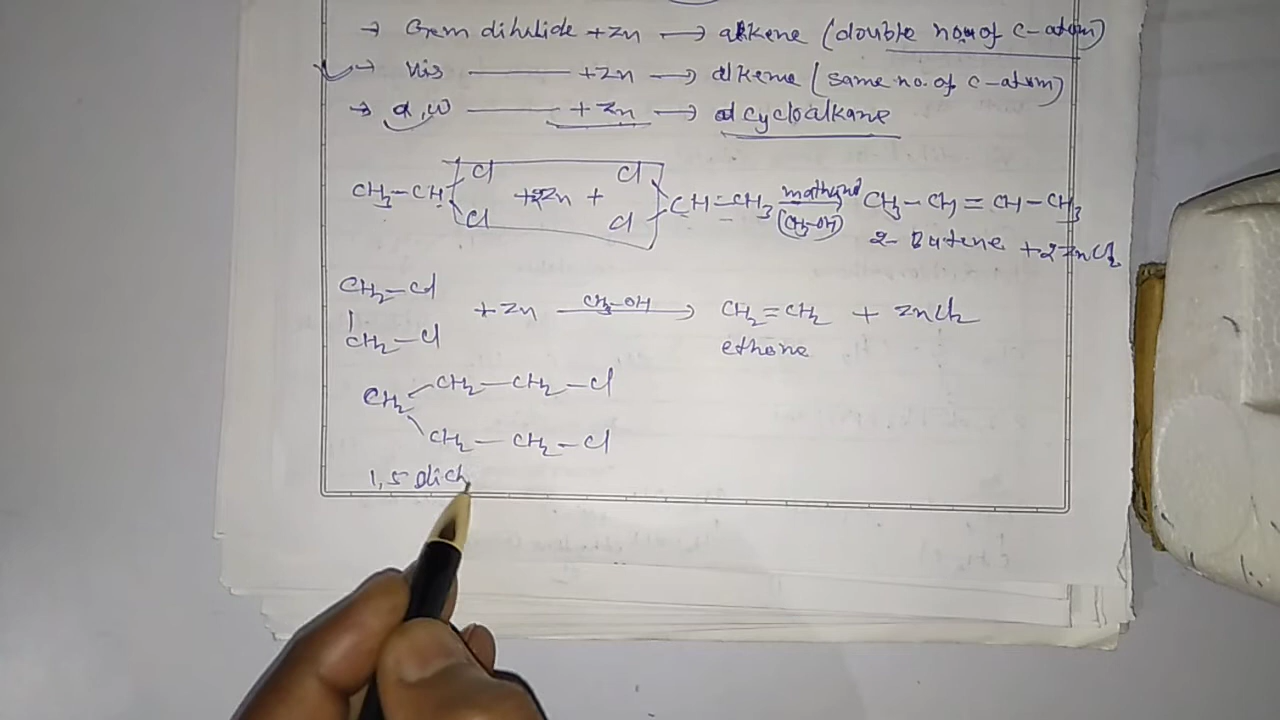 → Gem dihalide + Zn ⟶ alkene (double no. of C-atom)
→ Vis ——— + Zn ⟶ alkene (same no. of C-atom)
→ α, ω ——— + Zn ⟶ cycloalkane
Cl Cl
CH3-CH +2Zn + CH-CH3 CH3-CH=CH-CH3
Cl Cl (CH3-OH) 2-Butene + 2ZnCl2
CH2-Cl
| + Zn CH3-OH ⟶ CH2=CH2 + ZnCl2
CH2-Cl ethene
CH2-CH2-Cl
CH2
CH2-CH2-Cl
1,5 dich